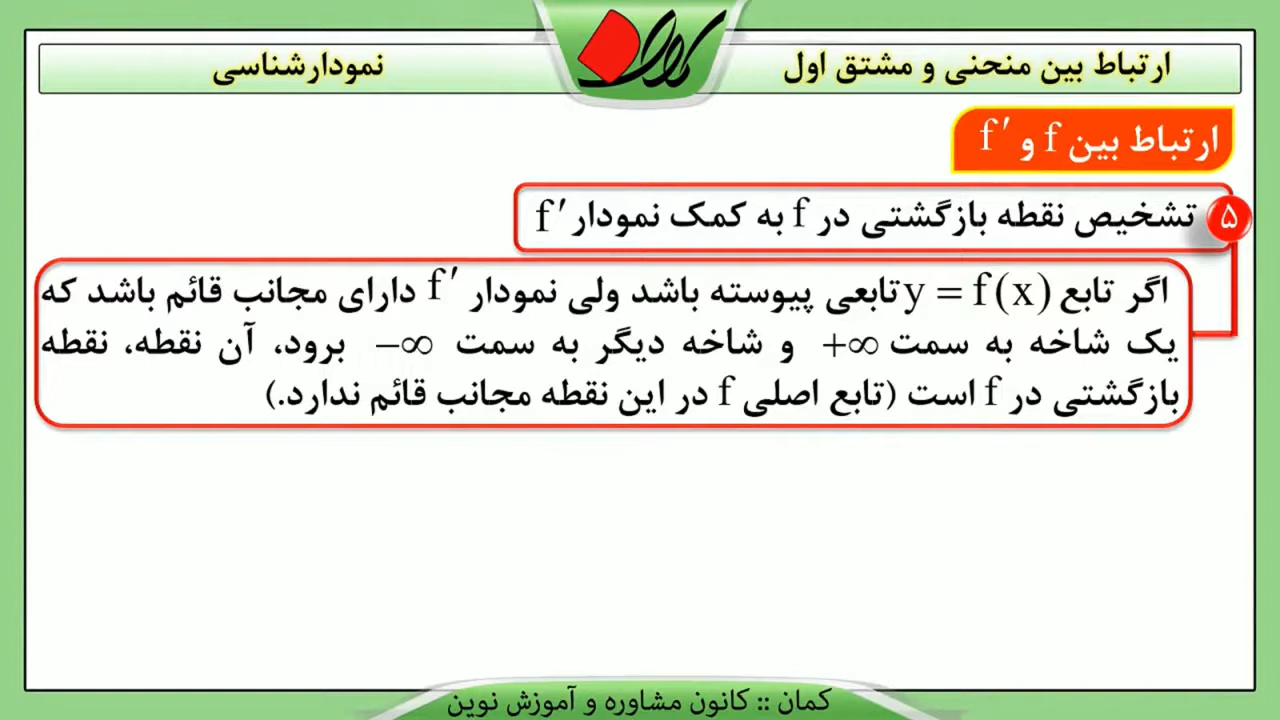 ارتباط بین منحنی و مشتق اول
نمودارشناسی
کمان
ارتباط بین f و f′
۵
تشخیص نقطه بازگشتی در f به کمک نمودار f′
اگر تابع y = f(x) تابعی پیوسته باشد ولی نمودار f′ دارای مجانب قائم باشد که
یک شاخه به سمت +∞ و شاخه دیگر به سمت −∞ برود، آن نقطه، نقطه
بازگشتی در f است (تابع اصلی f در این نقطه مجانب قائم ندارد.)
کمان :: کانون مشاوره و آموزش نوین